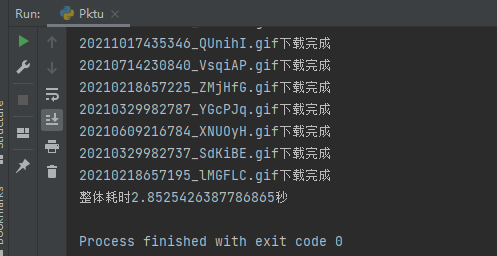 Run:
Pktu
20211017435346_QUnihI.gif下载完成
20210714230840_VsqiAP.gif下载完成
20210218657225_ZMjHfG.gif下载完成
20210329982787_YGcPJq.gif下载完成
20210609216784_XNUOyH.gif下载完成
20210329982737_SdKiBE.gif下载完成
20210218657195_lMGFLC.gif下载完成
整体耗时2.8525426387786865秒
Process finished with exit code 0
Structure